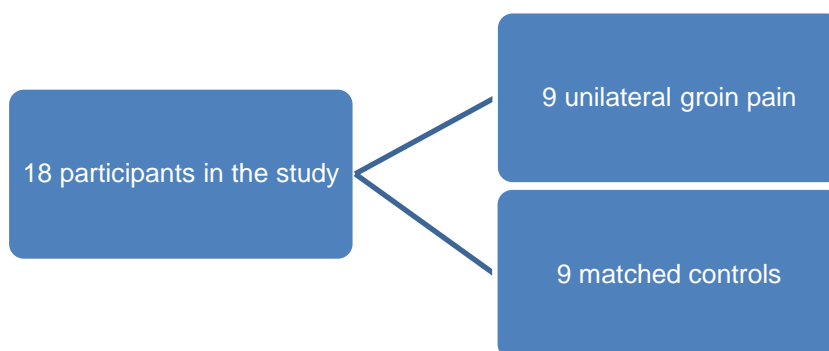 18 participants in the study
9 unilateral groin pain
9 matched controls